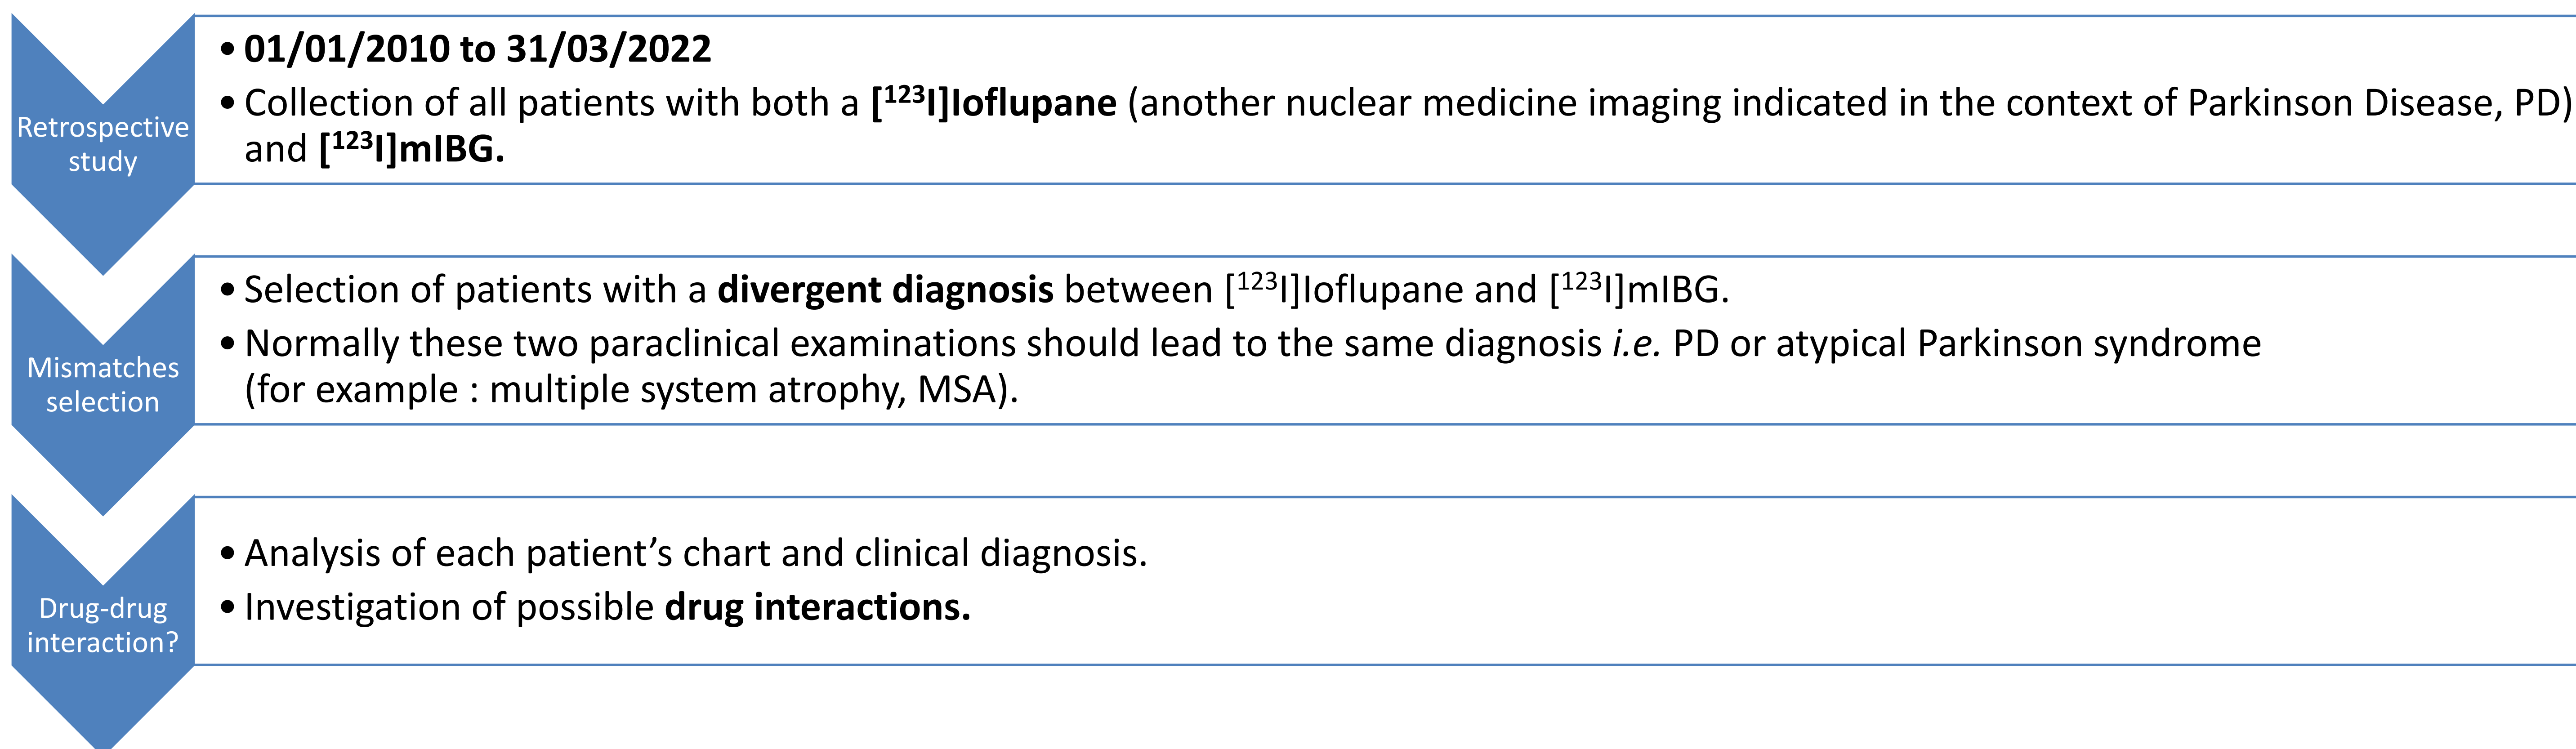 Retrospective
study
• 01/01/2010 to 31/03/2022
• Collection of all patients with both a [¹²³I]Ioflupane (another nuclear medicine imaging indicated in the context of Parkinson Disease, PD)
and [¹²³I]mIBG.
Mismatches
selection
• Selection of patients with a divergent diagnosis between [¹²³I]Ioflupane and [¹²³I]mIBG.
• Normally these two paraclinical examinations should lead to the same diagnosis i.e. PD or atypical Parkinson syndrome
(for example : multiple system atrophy, MSA).
Drug-drug
interaction?
• Analysis of each patient’s chart and clinical diagnosis.
• Investigation of possible drug interactions.